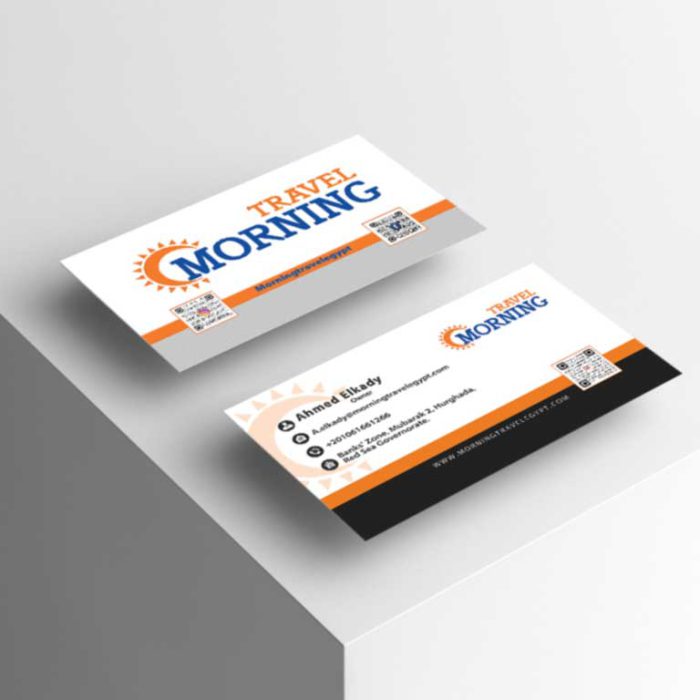 TRAVEL
MORNING
Morningtravelegypt
TRAVEL
MORNING
Ahmed Elkady
Owner
A.elkady@morningtravelegypt.com
+201061661266
Banks' Zone, Mubarak 2, Hurghada,
Red Sea Governorate.
WWW.MORNINGTRAVELEGYPT.COM